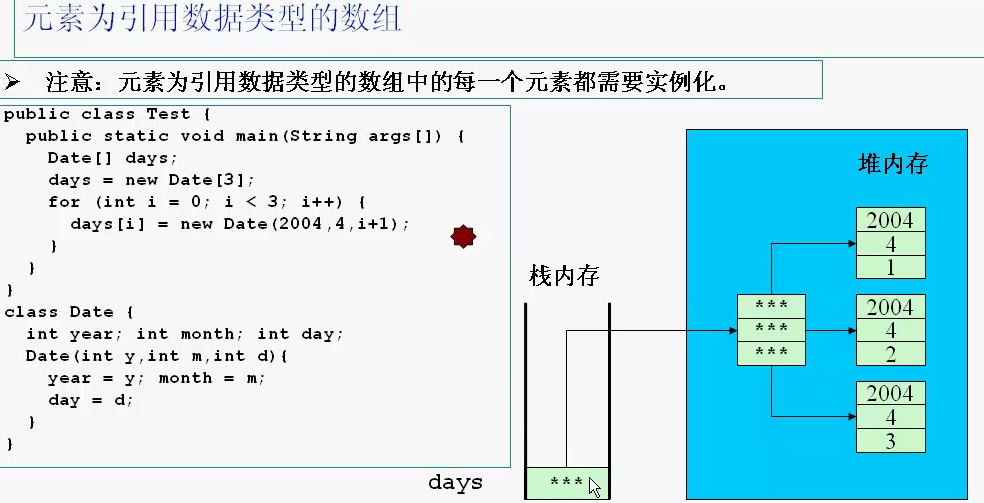 元素为引用数据类型的数组
➢ 注意：元素为引用数据类型的数组中的每一个元素都需要实例化。
public class Test {
  public static void main(String args[]) {
    Date[] days;
    days = new Date[3];
    for (int i = 0; i < 3; i++) {
      days[i] = new Date(2004,4,i+1);
    }
  }
}
class Date {
  int year; int month; int day;
  Date(int y,int m,int d){
    year = y; month = m;
    day = d;
  }
}
栈内存
days
***
堆内存
***
***
***
2004
4
1
2004
4
2
2004
4
3